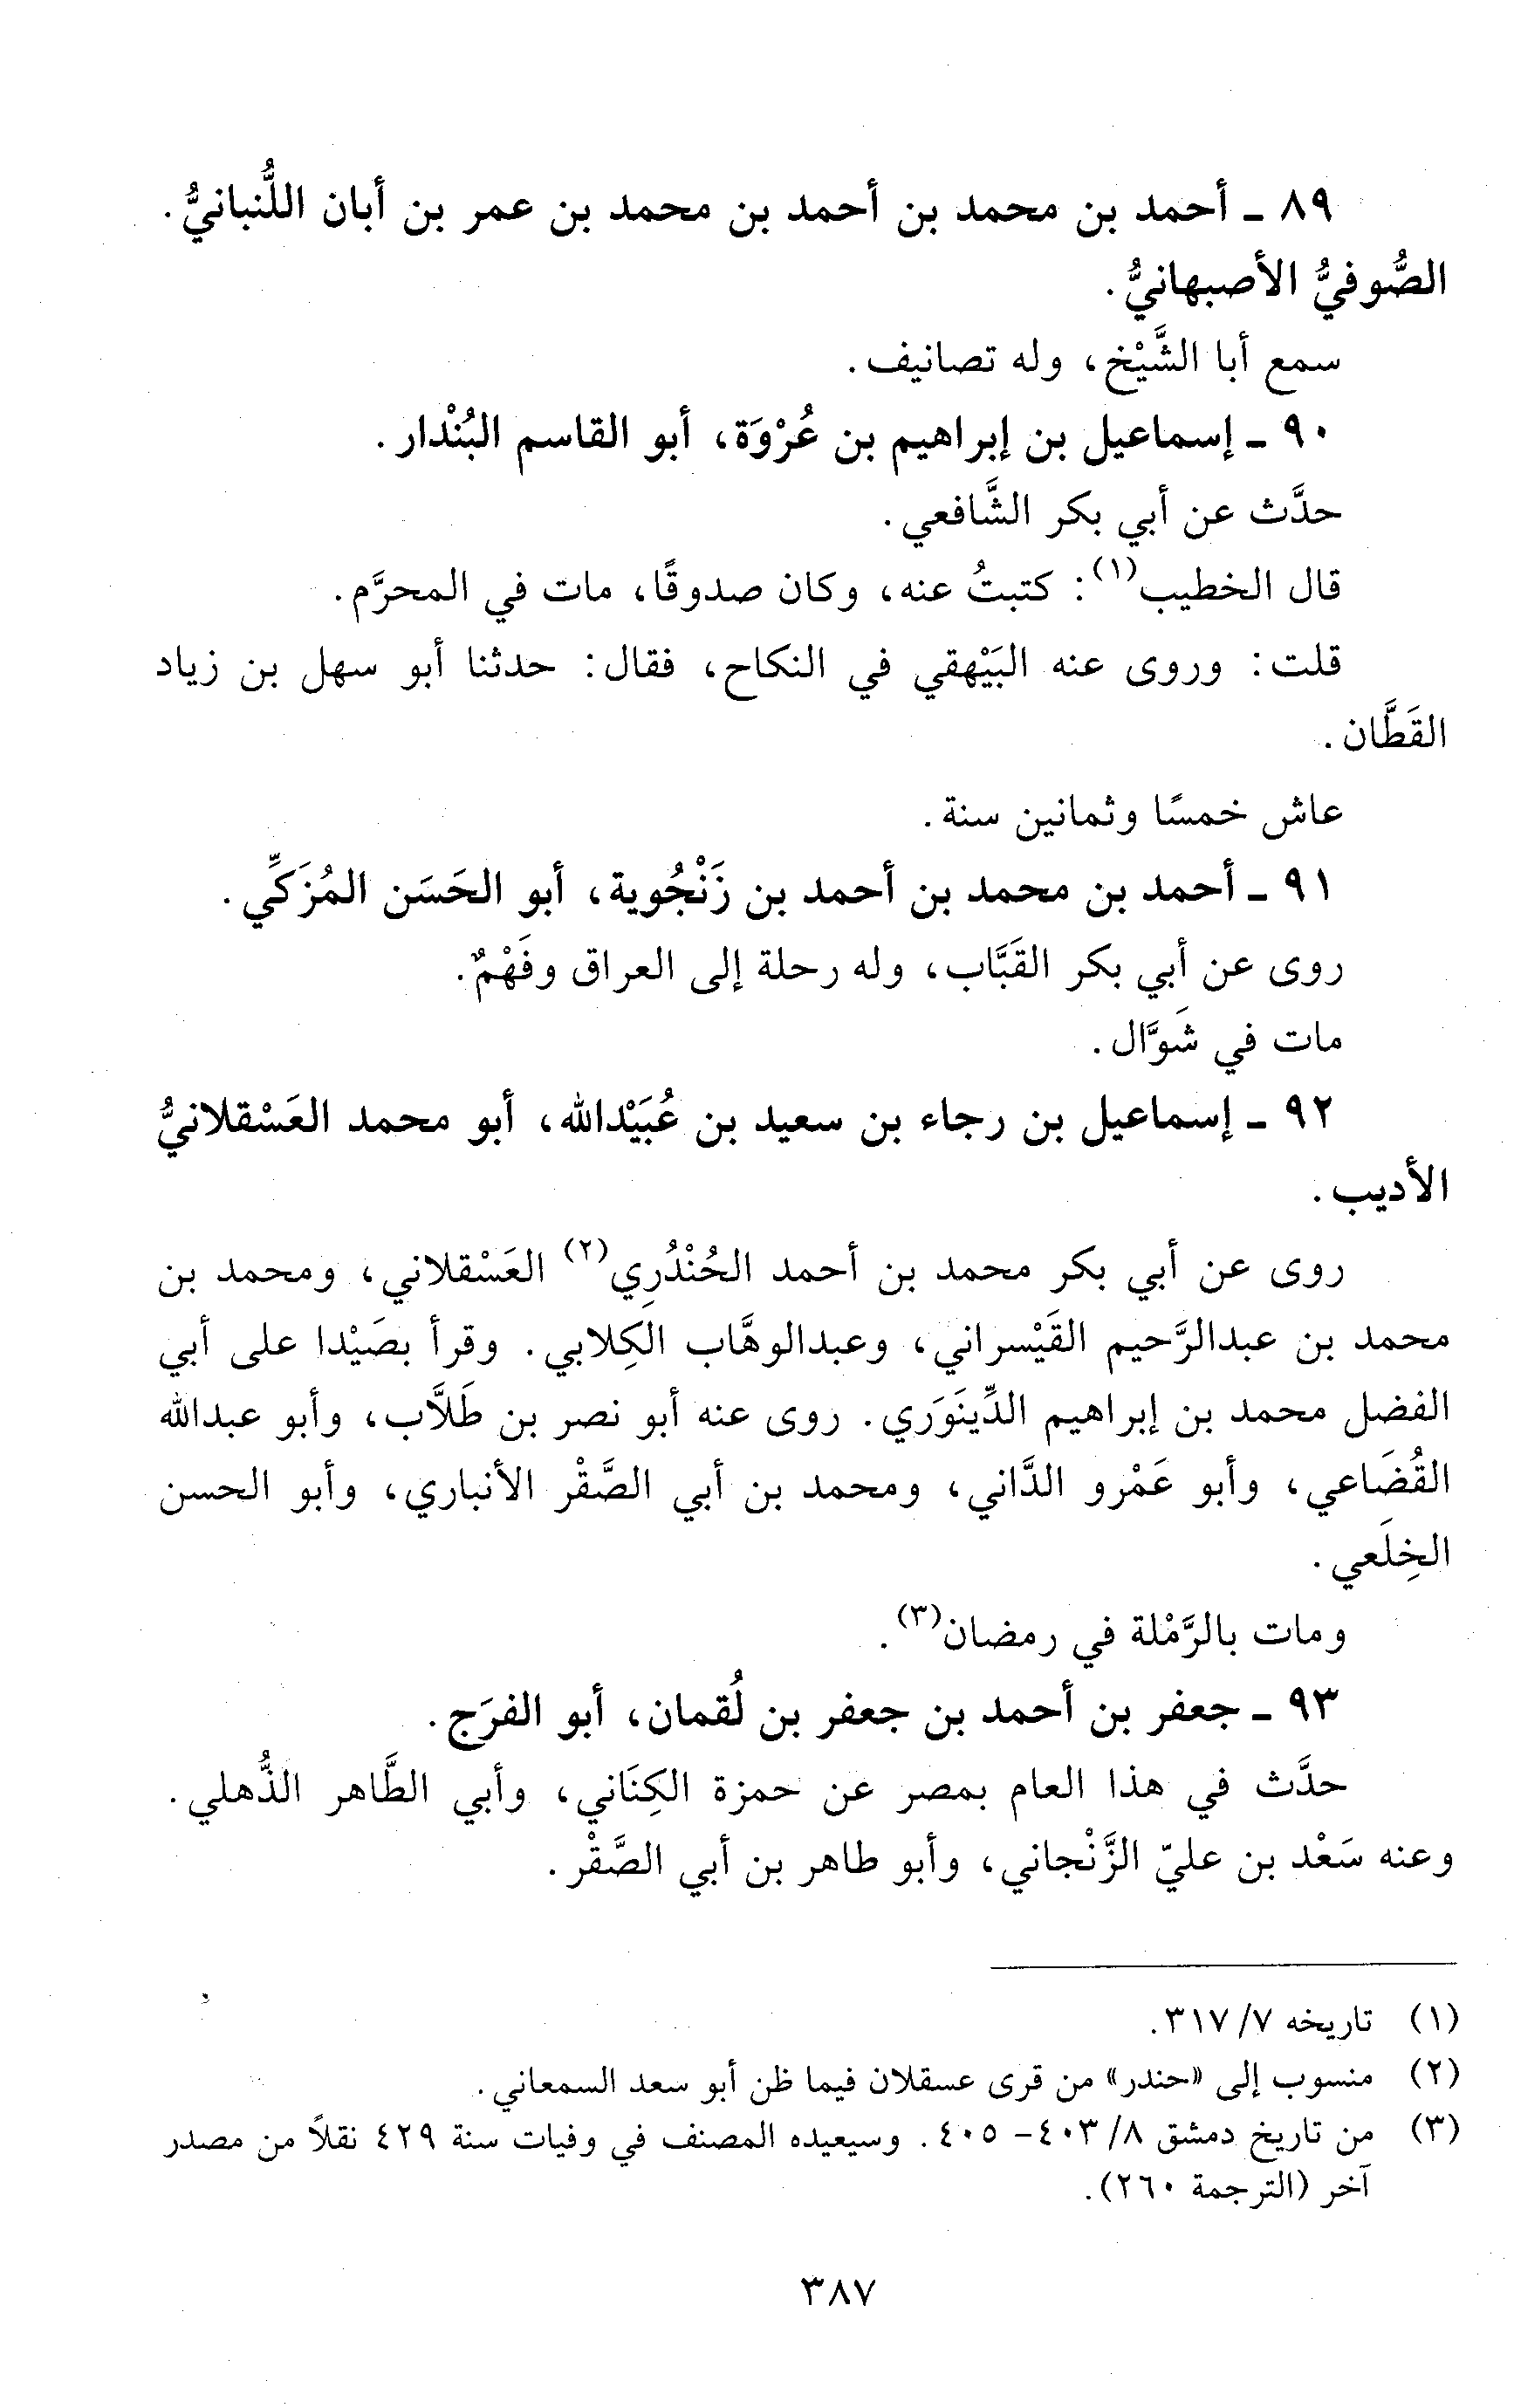 ٨٩ - أحمد بن محمد بن أحمد بن محمد بن عمر بن أبان اللُّنبانيُّ.
الصُّوفيُّ الأصبهانيُّ.
سمع أبا الشَّيْخ، وله تصانيف.
٩٠ - إسماعيل بن إبراهيم بن عُرْوَة، أبو القاسم البُنْدار.
حدَّث عن أبي بكر الشَّافعي.
قال الخطيب(١): كتبتُ عنه، وكان صدوقًا، مات في المحرَّم.
قلت: وروى عنه البَيْهقي في النكاح، فقال: حدثنا أبو سهل بن زياد
القَطَّان.
عاش خمسًا وثمانين سنة.
٩١ - أحمد بن محمد بن أحمد بن زَنْجُوية، أبو الحَسَن المُزَكِّي.
روى عن أبي بكر القَبَّاب، وله رحلة إلى العراق وفَهْمٌ.
مات في شَوَّال.
٩٢ - إسماعيل بن رجاء بن سعيد بن عُبَيْدالله، أبو محمد العَسْقلانيُّ
الأديب.
روى عن أبي بكر محمد بن أحمد الحُنْدُرِي(٢) العَسْقلاني، ومحمد بن
محمد بن عبدالرَّحيم القَيْسراني، وعبدالوهَّاب الكِلابي. وقرأ بصَيْدا على أبي
الفضل محمد بن إبراهيم الدِّينَوَري. روى عنه أبو نصر بن طَلَّاب، وأبو عبدالله
القُضَاعي، وأبو عَمْرو الدَّاني، ومحمد بن أبي الصَّقْر الأنباري، وأبو الحسن
الخِلَعي.
ومات بالرَّمْلة في رمضان(٣).
٩٣ - جعفر بن أحمد بن جعفر بن لُقمان، أبو الفرَج.
حدَّث في هذا العام بمصر عن حمزة الكِنَاني، وأبي الطَّاهر الذُّهلي.
وعنه سَعْد بن عليّ الزَّنْجاني، وأبو طاهر بن أبي الصَّقْر.
(١) تاريخه ٧/ ٣١٧.
(٢) منسوب إلى «حندر» من قرى عسقلان فيما ظن أبو سعد السمعاني.
(٣) من تاريخ دمشق ٨/ ٤٠٣- ٤٠٥. وسيعيده المصنف في وفيات سنة ٤٢٩ نقلاً من مصدر
آخر (الترجمة ٢٦٠).
٣٨٧